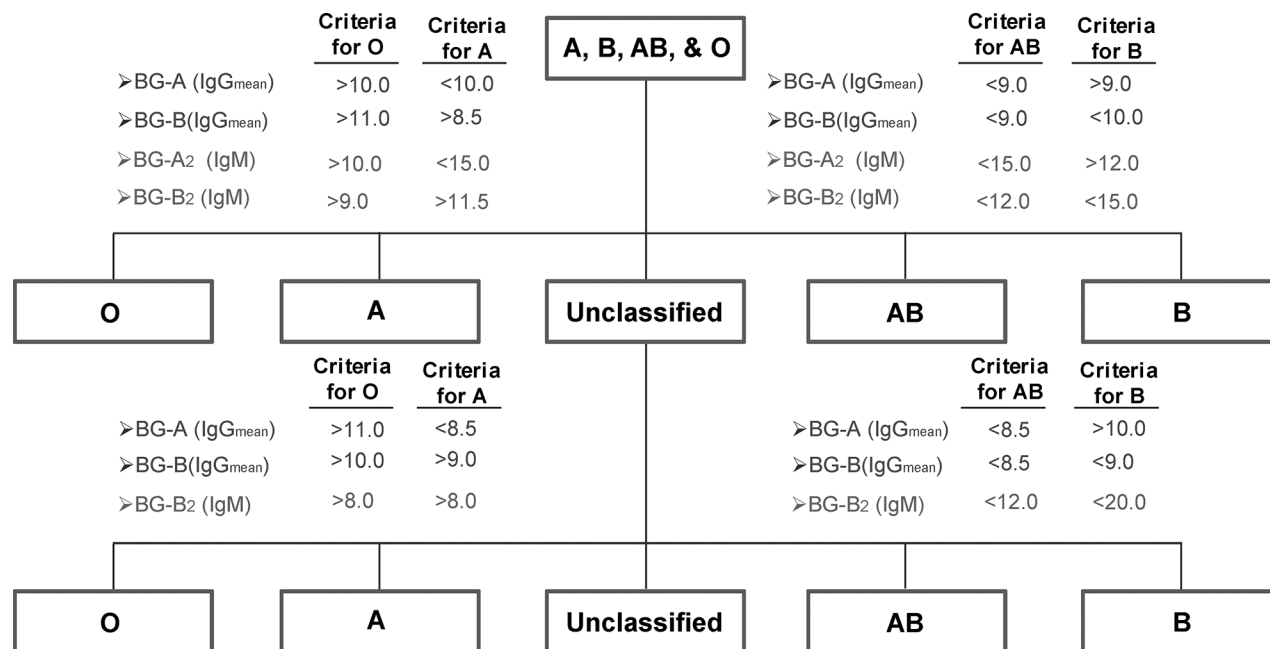 Criteria for O Criteria for A
A, B, AB, & O
Criteria for AB Criteria for B
➢BG-A (IgGmean) >10.0 <10.0
➢BG-B(IgGmean) >11.0 >8.5
➢BG-A2 (IgM) >10.0 <15.0
➢BG-B2 (IgM) >9.0 >11.5
➢BG-A (IgGmean) <9.0 >9.0
➢BG-B(IgGmean) <9.0 <10.0
➢BG-A2 (IgM) <15.0 >12.0
➢BG-B2 (IgM) <12.0 <15.0
O A Unclassified AB B
Criteria for O Criteria for A
➢BG-A (IgGmean) >11.0 <8.5
➢BG-B(IgGmean) >10.0 >9.0
➢BG-B2 (IgM) >8.0 >8.0
Criteria for AB Criteria for B
➢BG-A (IgGmean) <8.5 >10.0
➢BG-B(IgGmean) <8.5 <9.0
➢BG-B2 (IgM) <12.0 <20.0
O A Unclassified AB B